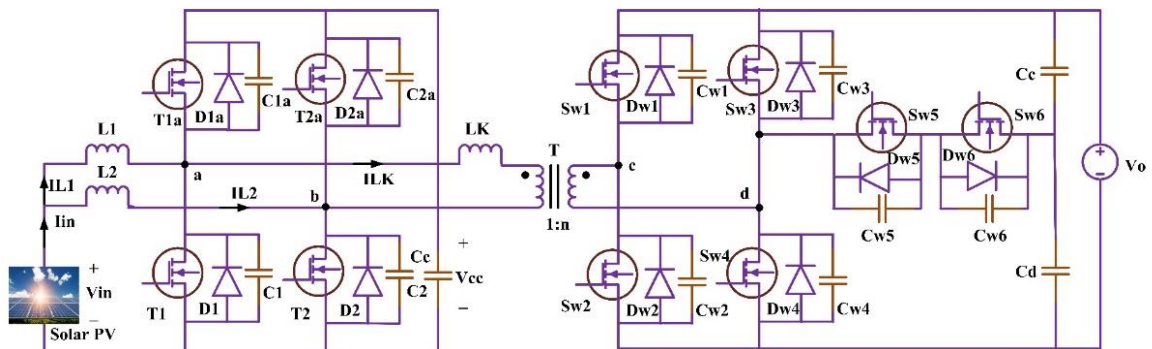 T1a
D1a
C1a
T2a
D2a
C2a
Sw1
Dw1
Cw1
Sw3
Dw3
Cw3
Cc
L1
LK
T
Sw5
Sw6
Dw5
Dw6
Vo
+
−
L2
IL1
a
ILK
c
IL2
b
d
Iin
1:n
Cw5
Cw6
+
Vin
−
Solar PV
T1
D1
C1
T2
D2
Cc
C2
+
Vcc
−
Sw2
Dw2
Cw2
Sw4
Dw4
Cw4
Cd